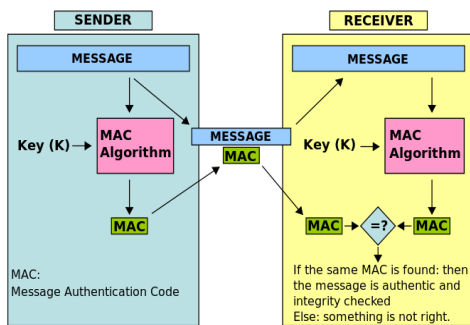 SENDER
RECEIVER
MESSAGE
MESSAGE
Key (K)
MAC
Algorithm
MESSAGE
MAC
Key (K)
MAC
Algorithm
MAC
MAC
=?
MAC
MAC:
Message Authentication Code
If the same MAC is found: then
the message is authentic and
integrity checked
Else: something is not right.